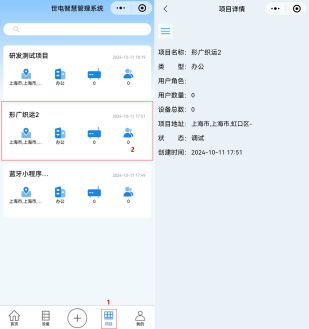 世电智慧管理系统
研发测试项目
2024-10-11 18:19
上海市,上海市,...
办公
0
0
形广织运2
2024-10-11 17:51
上海市,上海市,...
办公
0
0
2
蓝牙小程序...
2024-10-11 17:49
上海市,上海市,...
办公
0
0
1
首页
设备
项目
我的
项目详情
项目名称: 形广织运2
类 型: 办公
用户角色:
用户数量: 0
设备总数: 0
项目地址: 上海市,上海市,虹口区-
状 态: 调试
创建时间: 2024-10-11 17:51